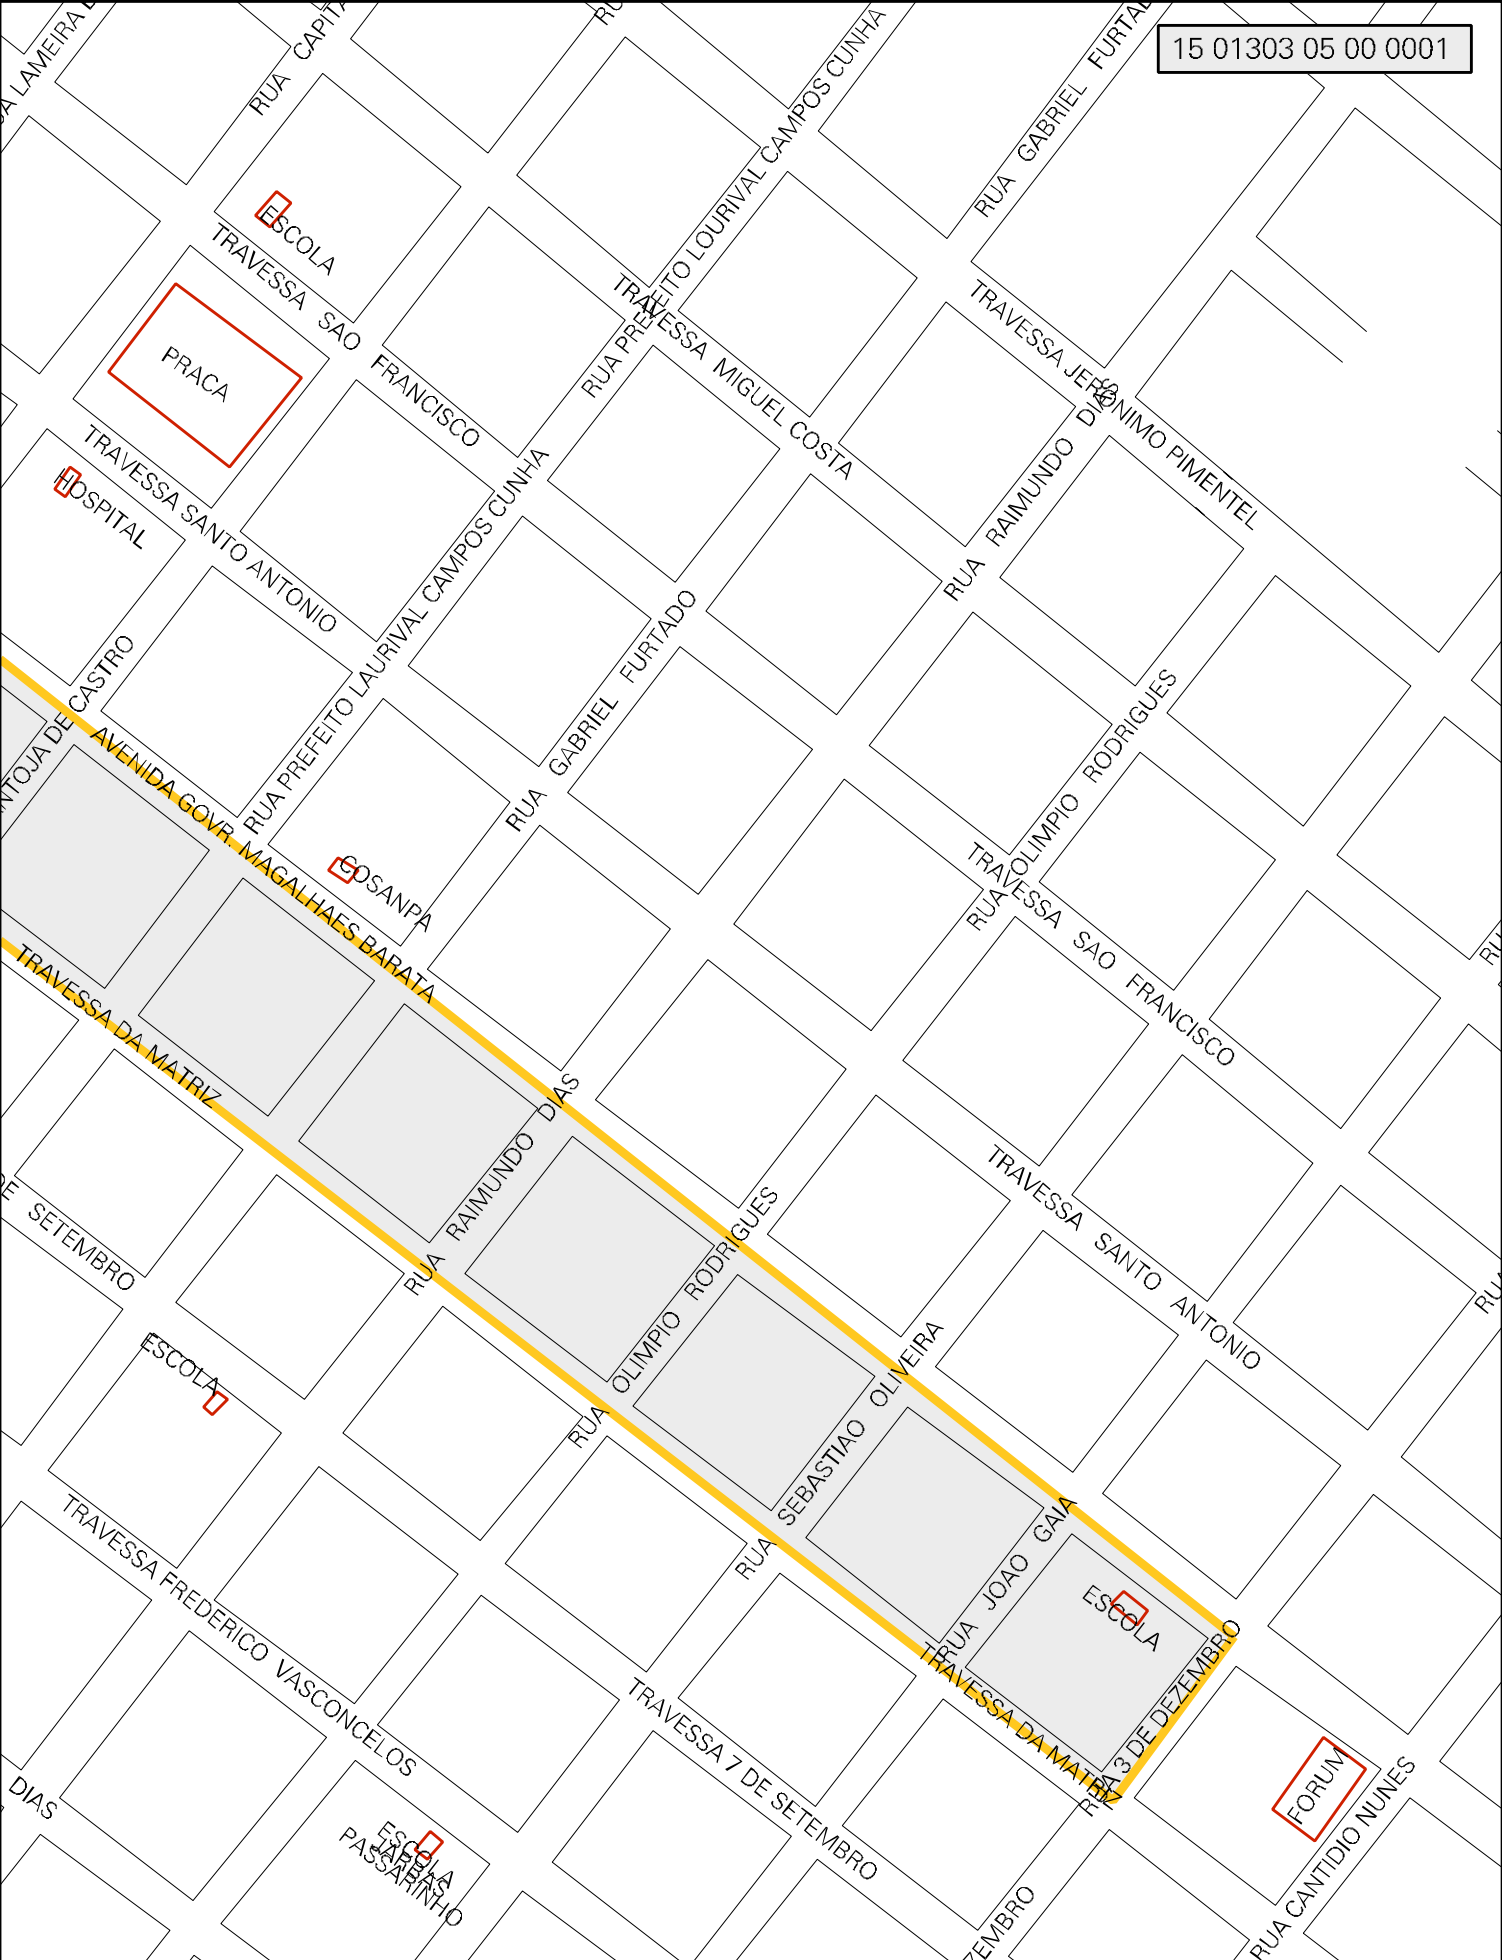 15 01303 05 00 0001
RUA
RUA GABRIEL
RUA PREFEITO LOURIVAL CAMPOS CUNHA
ESCOLA
TRAVESSA SAO FRANCISCO
TRAVESSA MIGUEL COSTA
TRAVESSA JERONIMO PIMENTEL
PRACA
RUA RAIMUNDO DIAS
TRAVESSA SANTO ANTONIO
HOSPITAL
RUA PREFEITO LAURIVAL CAMPOS CUNHA
RUA GABRIEL FURTADO
DE CASTRO
RUA OLIMPIO RODRIGUES
AVENIDA GOVR. MAGALHAES BARATA
COSANPA
TRAVESSA SAO FRANCISCO
TRAVESSA DA MATRIZ
RUA RAIMUNDO DIAS
TRAVESSA SANTO ANTONIO
DE SETEMBRO
RUA OLIMPIO RODRIGUES
ESCOLA
RUA SEBASTIAO OLIVEIRA
TRAVESSA FREDERICO VASCONCELOS
RUA JOAO GAIA
ESCOLA
TRAVESSA DA MATRIZ
RUA 3 DE DEZEMBRO
TRAVESSA 7 DE SETEMBRO
FORUM
RUA CANTIDIO NUNES
DIAS
ESCOLA
JARBAS
PASSARINHO